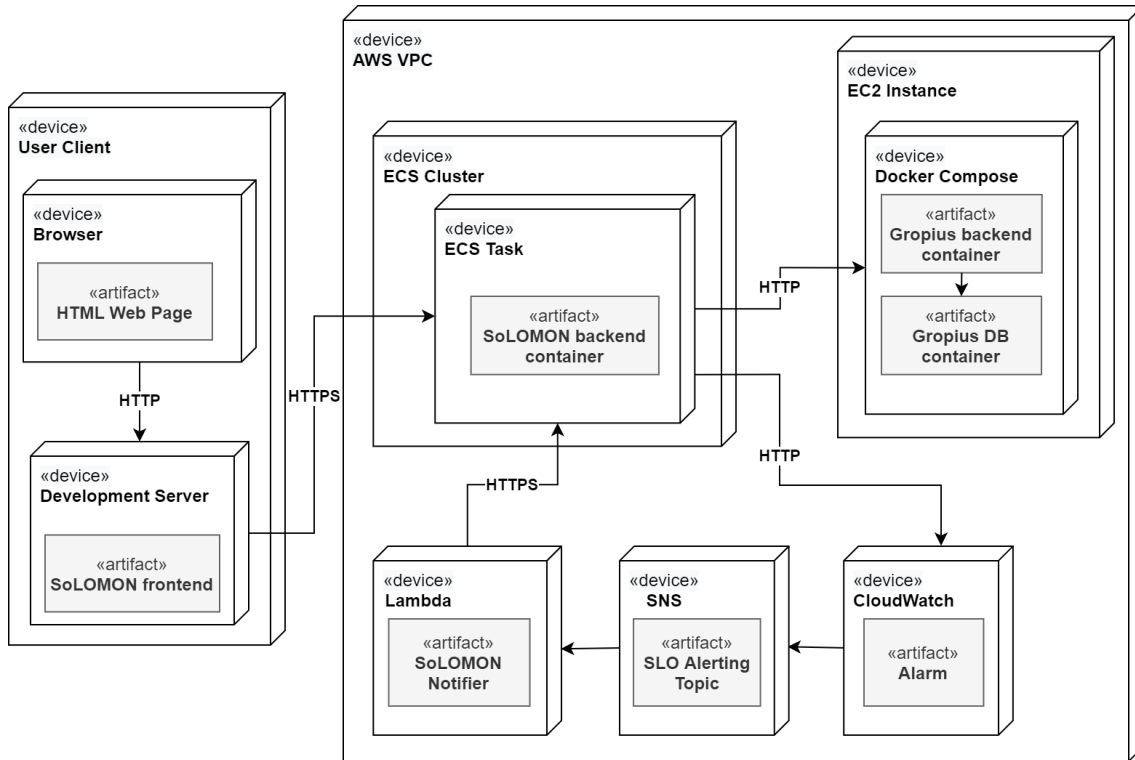 «device»
User Client
«device»
Browser
«artifact»
HTML Web Page
HTTP
«device»
Development Server
«artifact»
SoLOMON frontend
HTTPS
«device»
AWS VPC
«device»
ECS Cluster
«device»
ECS Task
«artifact»
SoLOMON backend
container
HTTP
HTTP
HTTPS
«device»
EC2 Instance
«device»
Docker Compose
«artifact»
Gropius backend
container
«artifact»
Gropius DB
container
«device»
Lambda
«artifact»
SoLOMON
Notifier
«device»
SNS
«artifact»
SLO Alerting
Topic
«device»
CloudWatch
«artifact»
Alarm